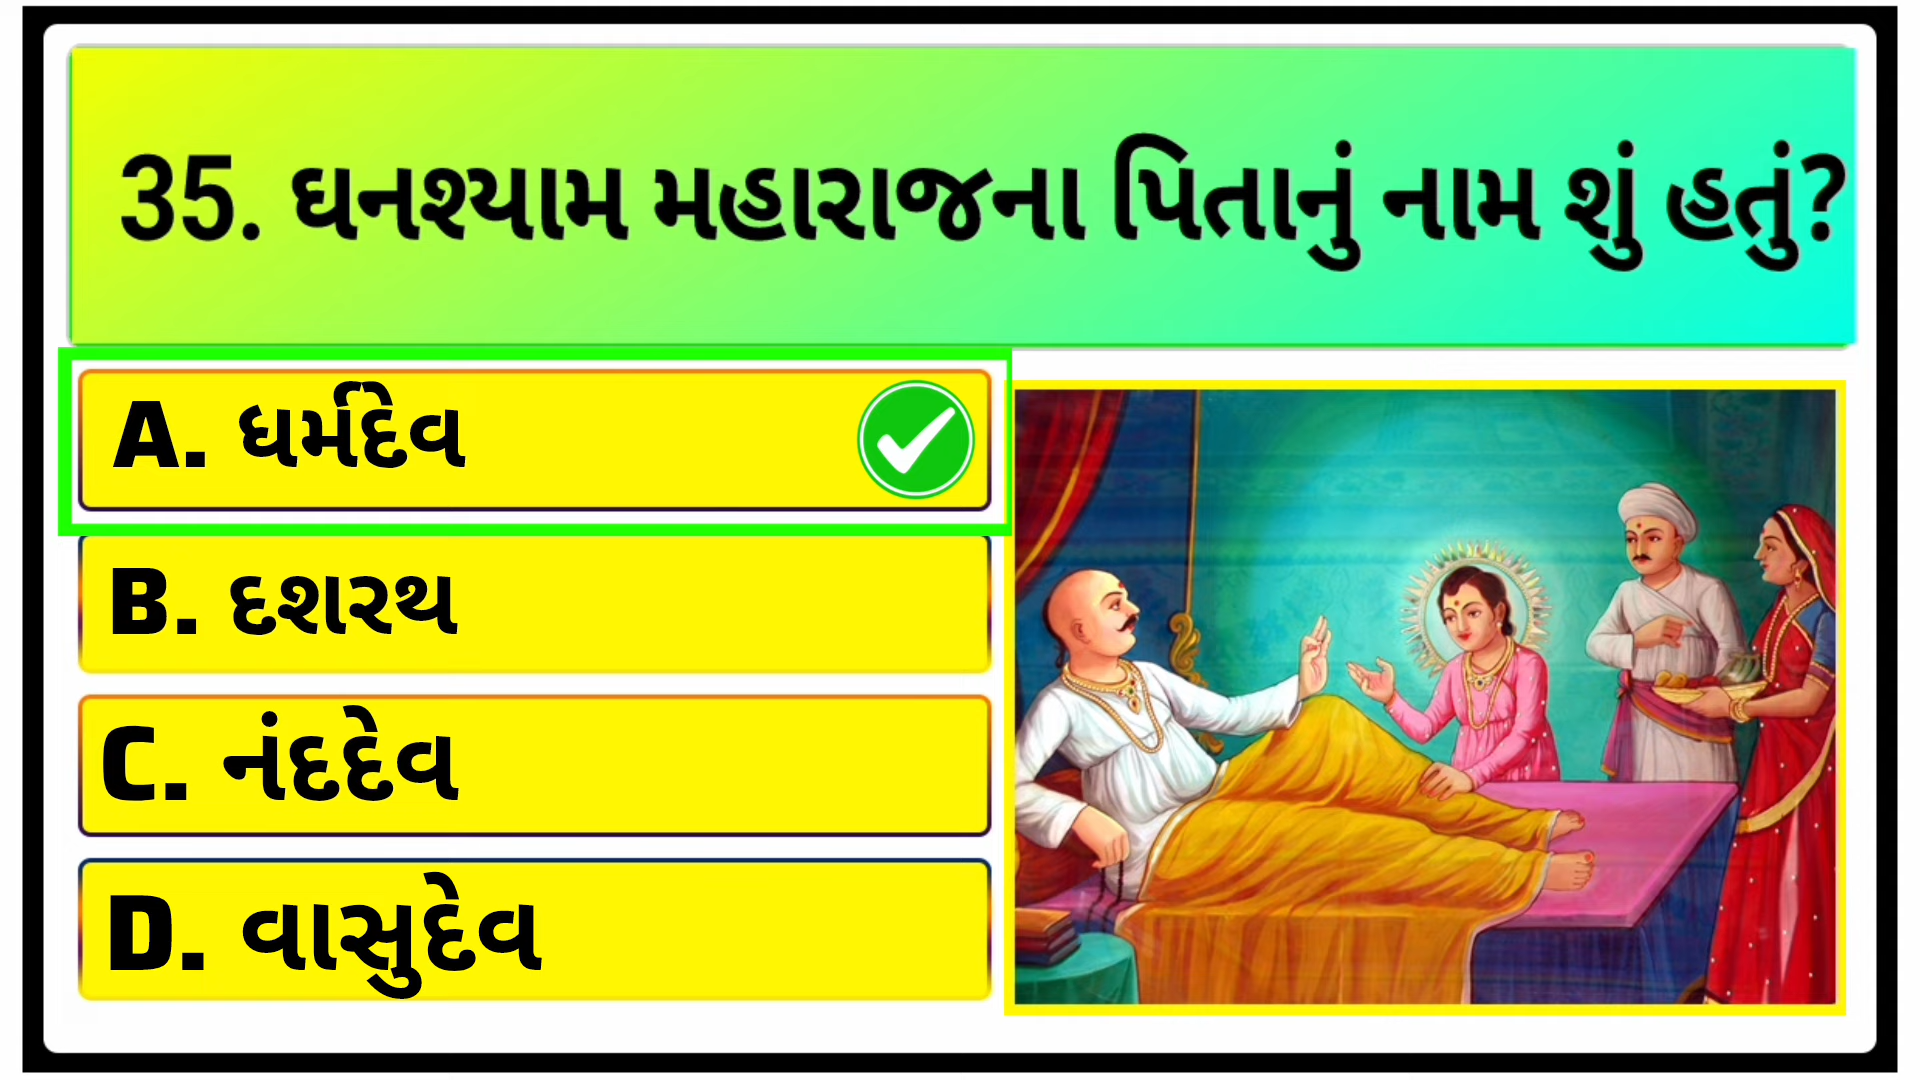 35. ઘનશ્યામ મહારાજના પિતાનું નામ શું હતું?
A. ધર્મદેવ
B. દશરથ
C. નંદદેવ
D. વાસુદેવ